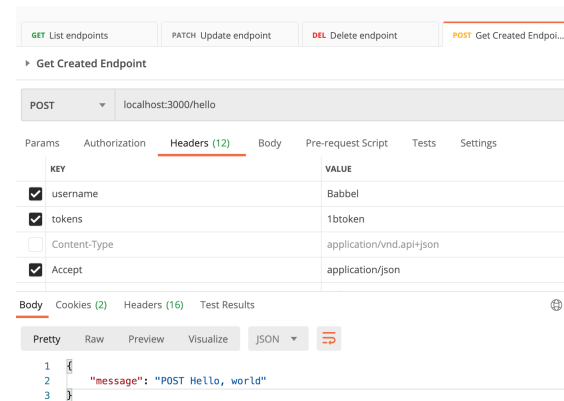 GET List endpoints PATCH Update endpoint DEL Delete endpoint POST Get Created Endpoi...
Get Created Endpoint
POST localhost:3000/hello
Params Authorization Headers (12) Body Pre-request Script Tests Settings
KEY VALUE
username Babbel
tokens 1btoken
Content-Type application/vnd.api+json
Accept application/json
Body Cookies (2) Headers (16) Test Results
Pretty Raw Preview Visualize JSON
1 {
2 "message": "POST Hello, world"
3 }